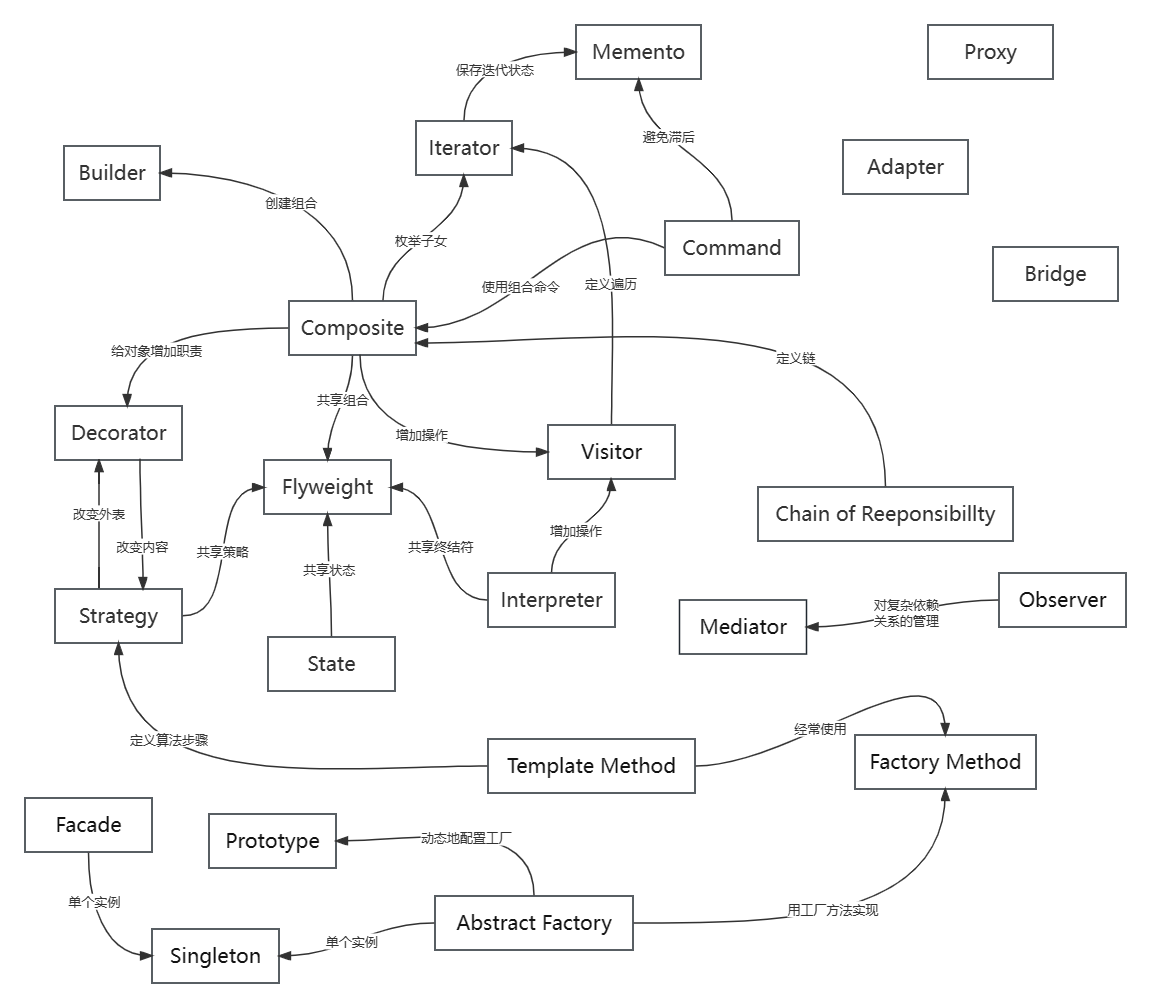 Memento
Proxy
保存迭代状态
避免滞后
Iterator
Builder
Adapter
创建组合
枚举子女
Command
Bridge
使用组合命令
定义遍历
Composite
给对象增加职责
定义链
共享组合
Decorator
增加操作
Visitor
Flyweight
改变外表
Chain of Reeponsibillty
改变内容
共享策略
共享终结符
增加操作
共享状态
Strategy
Interpreter
Observer
对复杂依赖
关系的管理
Mediator
State
经常使用
定义算法步骤
Template Method
Factory Method
Facade
Prototype
动态地配置工厂
单个实例
用工厂方法实现
Abstract Factory
单个实例
Singleton